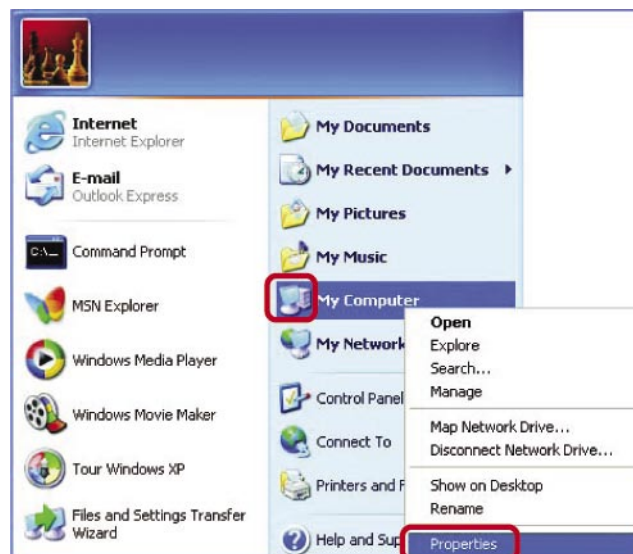 Internet
Internet Explorer
E-mail
Outlook Express
C:\_
Command Prompt
MSN Explorer
Windows Media Player
Windows Movie Maker
Tour Windows XP
Files and Settings Transfer
Wizard
My Documents
My Recent Documents
My Pictures
My Music
My Computer
My Network
Control Panel
Connect To
Printers and F
Help and Sup
Open
Explore
Search...
Manage
Map Network Drive...
Disconnect Network Drive...
Show on Desktop
Rename
Properties